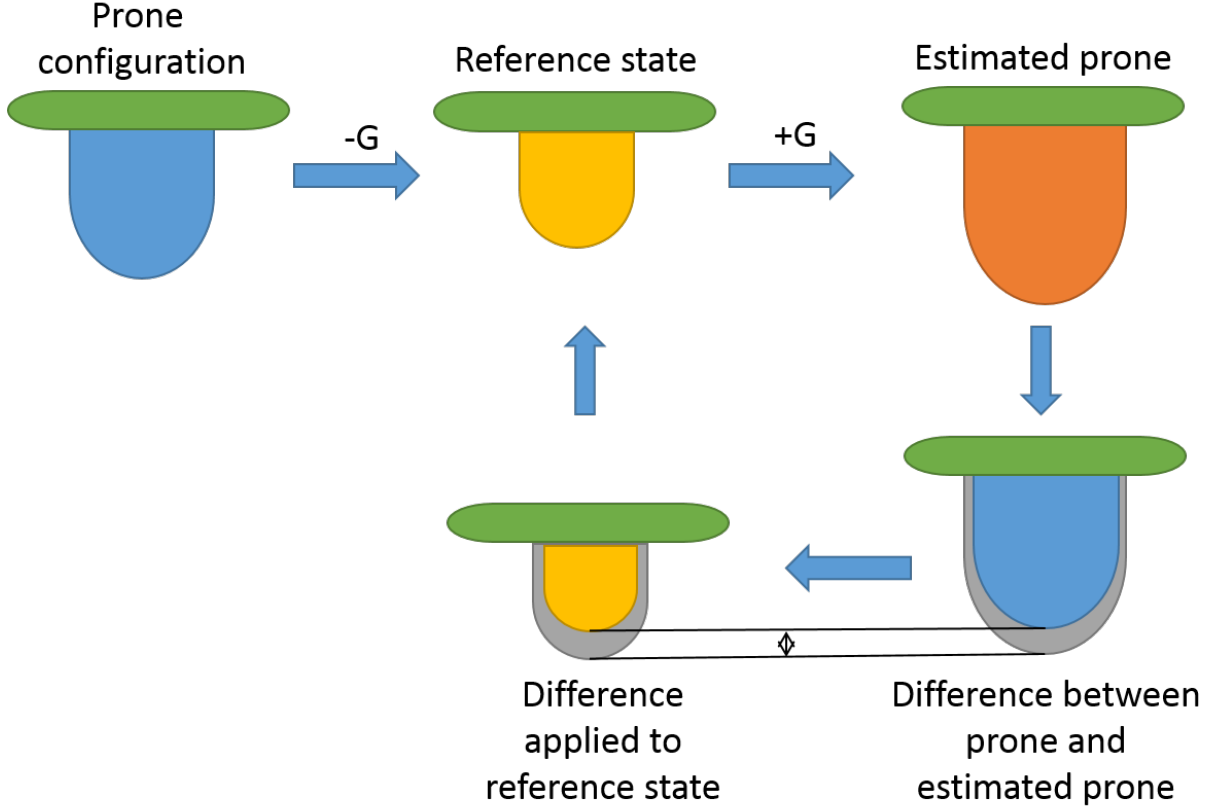 Prone
configuration
-G
Reference state
+G
Estimated prone
Difference
applied to
reference state
Difference between
prone and
estimated prone